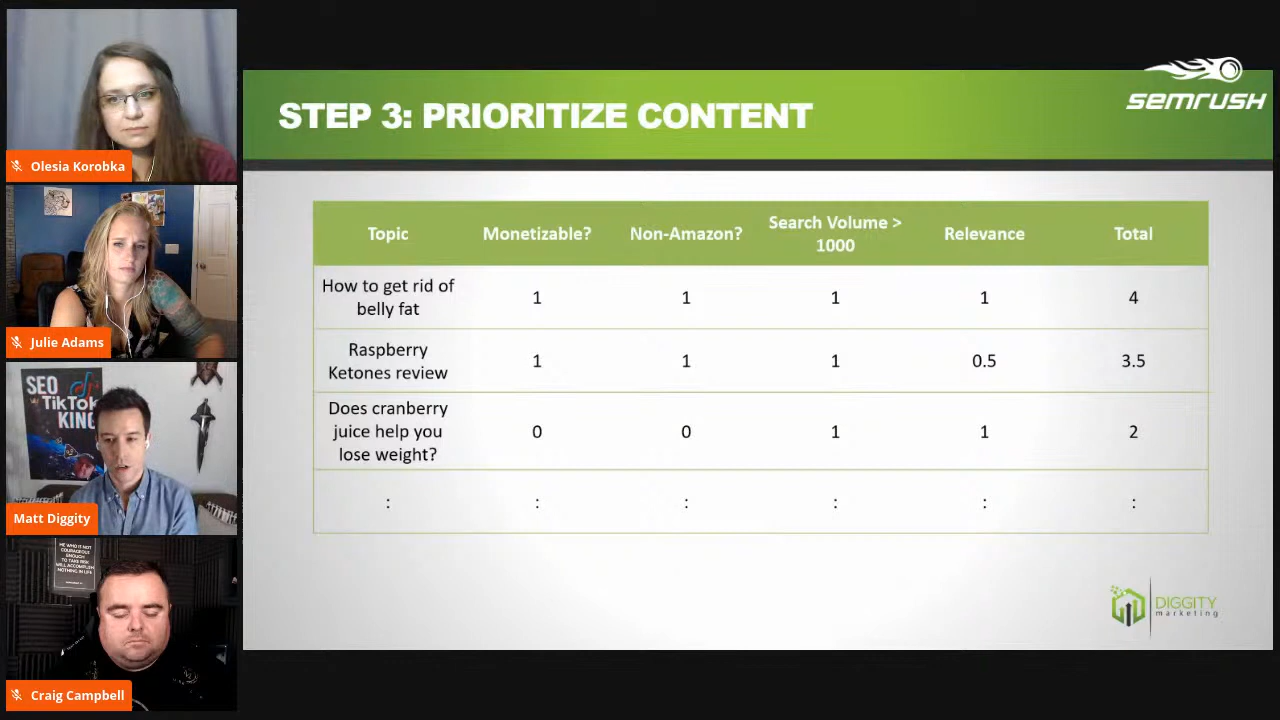 Olesia Korobka
Julie Adams
SEO
TikTok
KING
Matt Diggity
Craig Campbell
semrush
STEP 3: PRIORITIZE CONTENT
Topic
Monetizable?
Non-Amazon?
Search Volume >
1000
Relevance
Total
How to get rid of
belly fat
1
1
1
1
4
Raspberry
Ketones review
1
1
1
0.5
3.5
Does cranberry
juice help you
lose weight?
0
0
1
1
2
:
:
:
:
:
:
DIGGITY
marketing